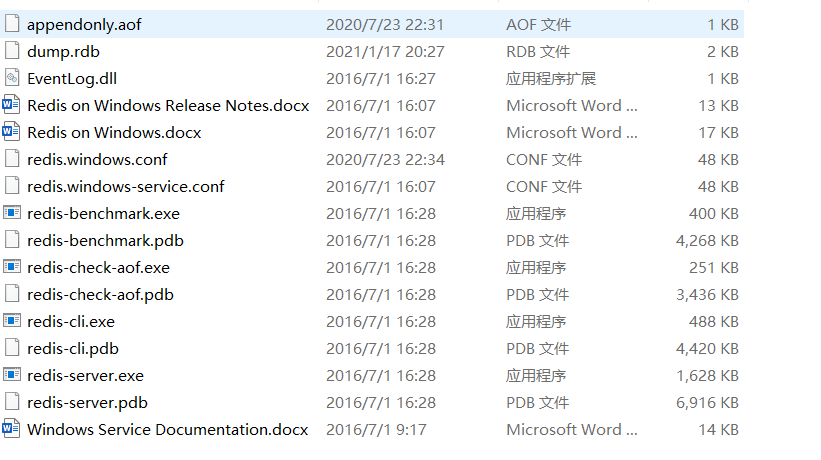 appendonly.aof 2020/7/23 22:31 AOF 文件 1 KB
dump.rdb 2021/1/17 20:27 RDB 文件 2 KB
EventLog.dll 2016/7/1 16:27 应用程序扩展 1 KB
Redis on Windows Release Notes.docx 2016/7/1 16:07 Microsoft Word ... 13 KB
Redis on Windows.docx 2016/7/1 16:07 Microsoft Word ... 17 KB
redis.windows.conf 2020/7/23 22:34 CONF 文件 48 KB
redis.windows-service.conf 2016/7/1 16:07 CONF 文件 48 KB
redis-benchmark.exe 2016/7/1 16:28 应用程序 400 KB
redis-benchmark.pdb 2016/7/1 16:28 PDB 文件 4,268 KB
redis-check-aof.exe 2016/7/1 16:28 应用程序 251 KB
redis-check-aof.pdb 2016/7/1 16:28 PDB 文件 3,436 KB
redis-cli.exe 2016/7/1 16:28 应用程序 488 KB
redis-cli.pdb 2016/7/1 16:28 PDB 文件 4,420 KB
redis-server.exe 2016/7/1 16:28 应用程序 1,628 KB
redis-server.pdb 2016/7/1 16:28 PDB 文件 6,916 KB
Windows Service Documentation.docx 2016/7/1 9:17 Microsoft Word ... 14 KB